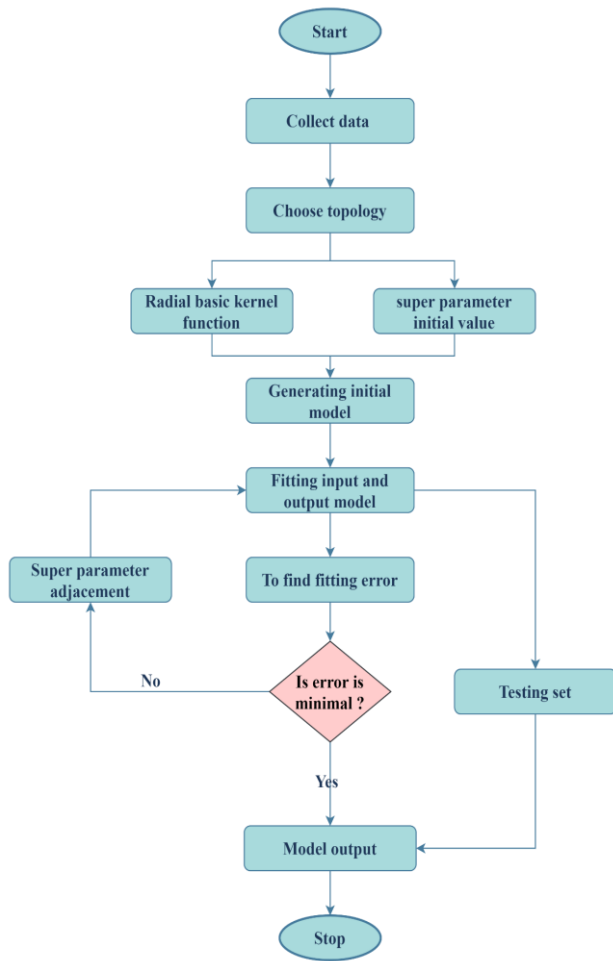 Start
Collect data
Choose topology
Radial basic kernel
function
super parameter
initial value
Generating initial
model
Fitting input and
output model
Super parameter
adjacement
To find fitting error
Is error is
minimal ?
No
Testing set
Yes
Model output
Stop